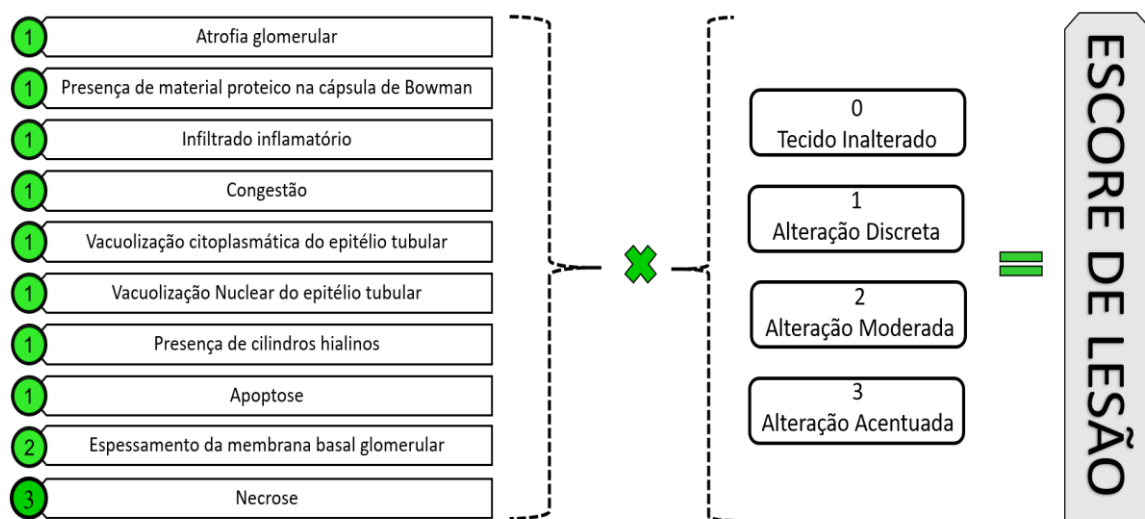 1 Atrofia glomerular
1 Presença de material proteico na cápsula de Bowman
1 Infiltrado inflamatório
1 Congestão
1 Vacuolização citoplasmática do epitélio tubular
1 Vacuolização Nuclear do epitélio tubular
1 Presença de cilindros hialinos
1 Apoptose
2 Espessamento da membrana basal glomerular
3 Necrose
0
Tecido Inalterado
1
Alteração Discreta
2
Alteração Moderada
3
Alteração Acentuada
ESCORE DE LESÃO